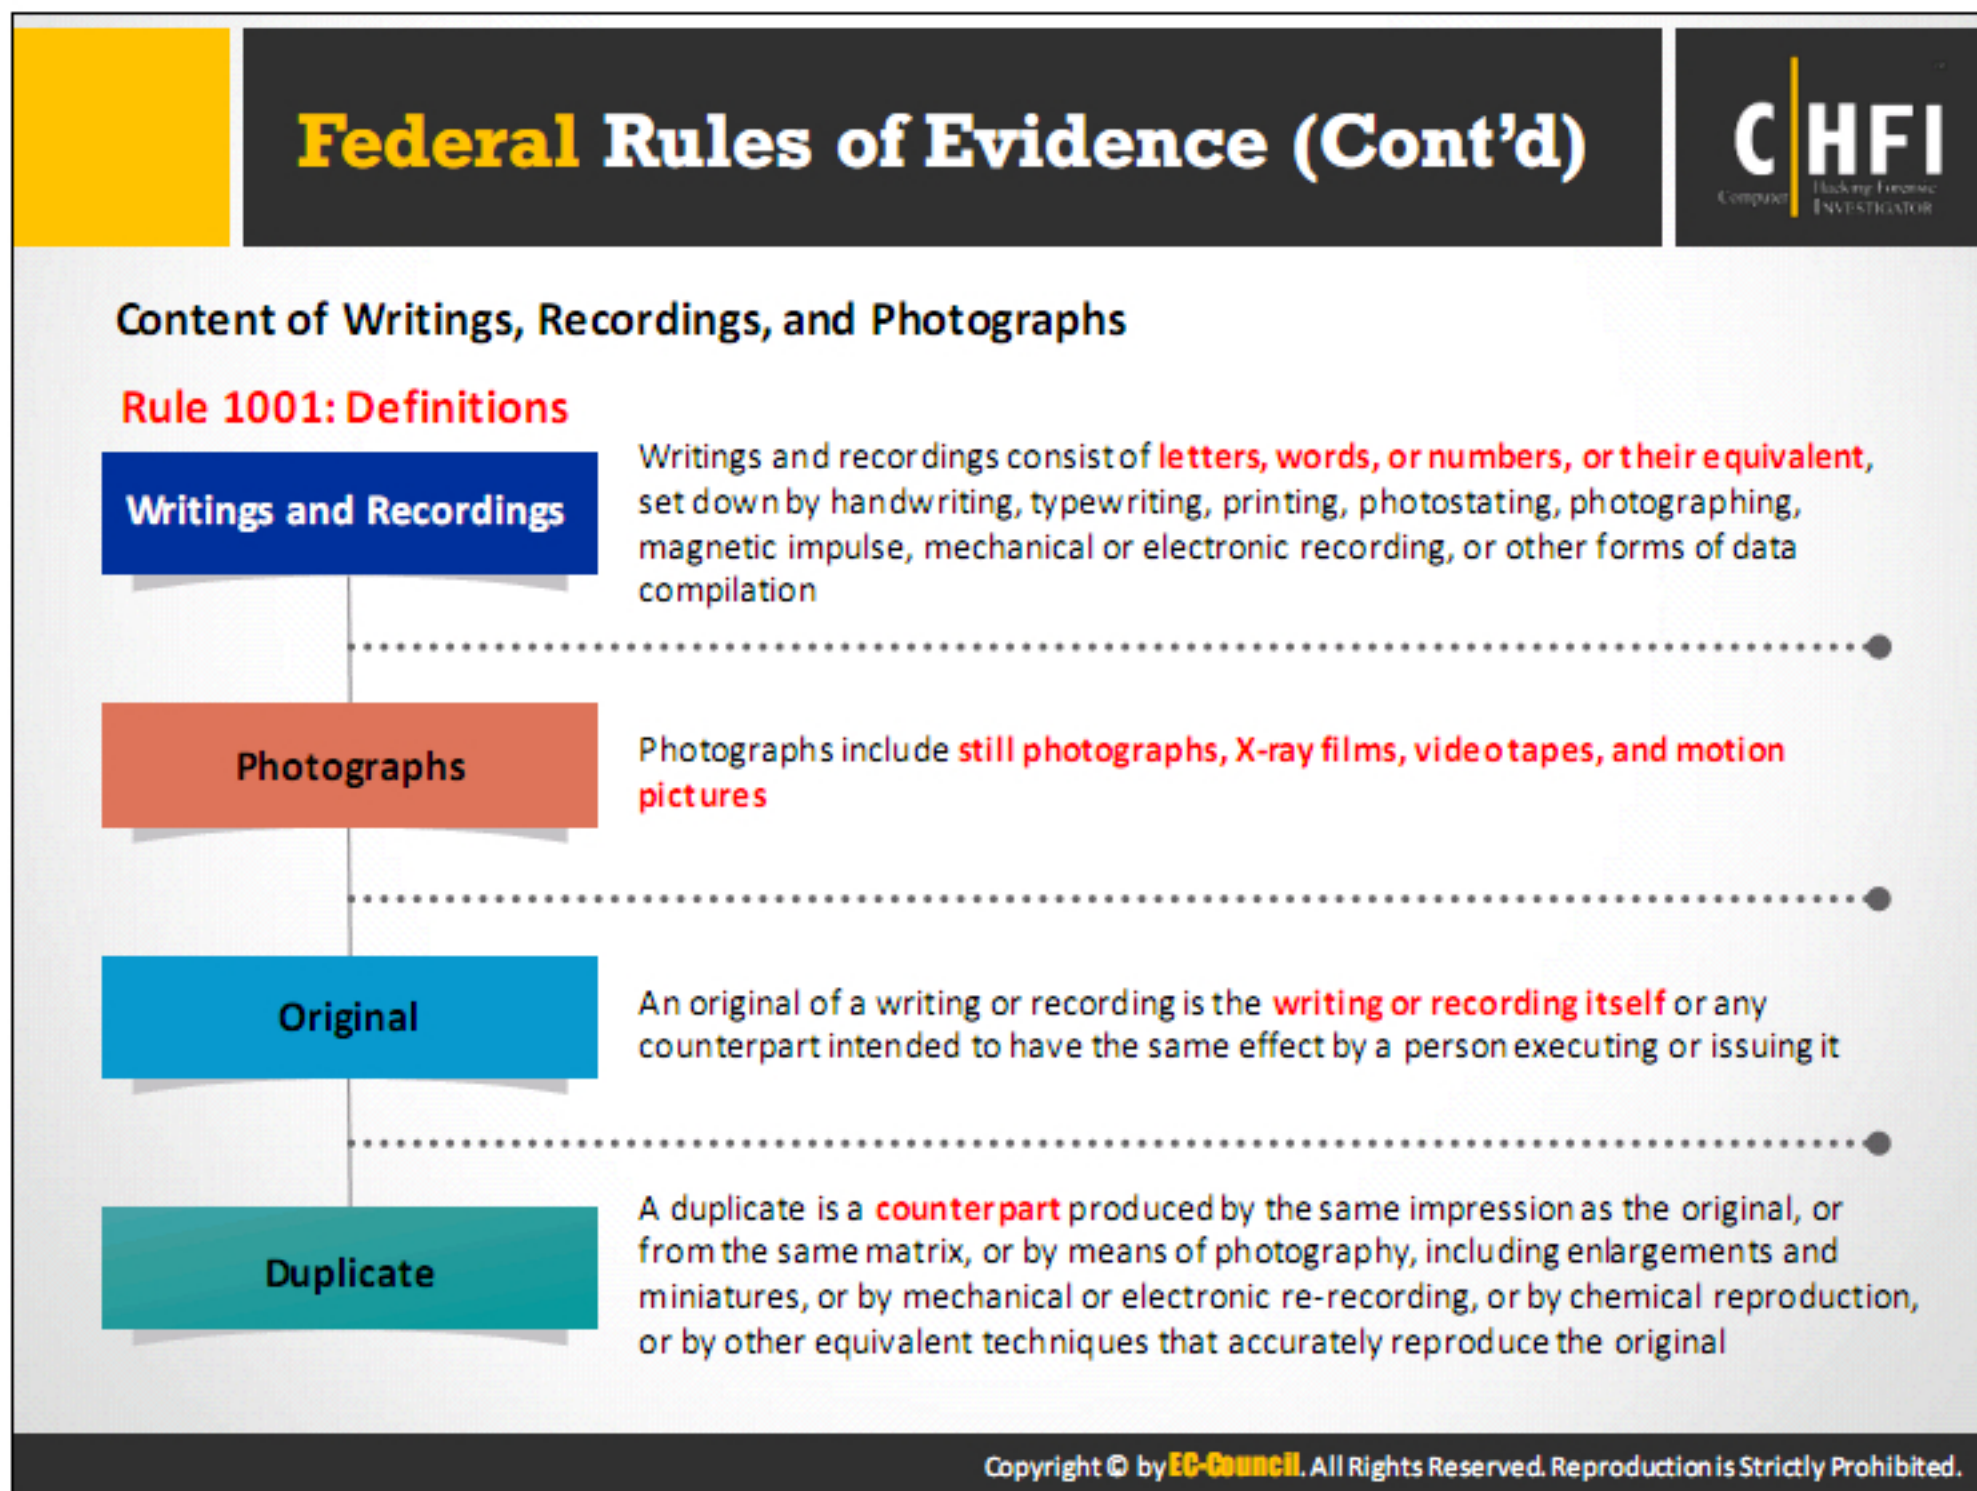 Federal Rules of Evidence (Cont'd)
C HFI
Computer
Hacking Forensic
INVESTIGATOR
Content of Writings, Recordings, and Photographs
Rule 1001: Definitions
Writings and Recordings
Writings and recordings consist of letters, words, or numbers, or their equivalent,
set down by handwriting, typewriting, printing, photostating, photographing,
magnetic impulse, mechanical or electronic recording, or other forms of data
compilation
Photographs
Photographs include still photographs, X-ray films, video tapes, and motion
pictures
Original
An original of a writing or recording is the writing or recording itself or any
counterpart intended to have the same effect by a person executing or issuing it
Duplicate
A duplicate is a counterpart produced by the same impression as the original, or
from the same matrix, or by means of photography, including enlargements and
miniatures, or by mechanical or electronic re-recording, or by chemical reproduction,
or by other equivalent techniques that accurately reproduce the original
Copyright © by EC-Council. All Rights Reserved. Reproduction is Strictly Prohibited.